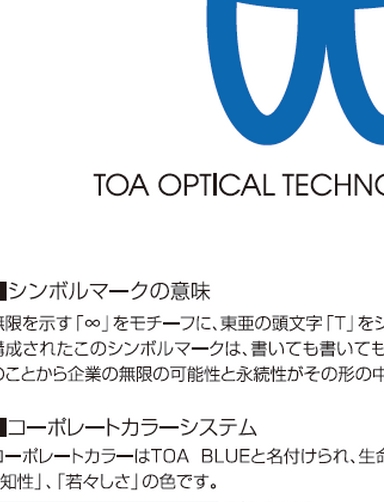 TOA OPTICAL TECHNO
■シンボルマークの意味
無限を示す「∞」をモチーフに、東亜の頭文字「T」をシ
構成されたこのシンボルマークは、書いても書いても
のことから企業の無限の可能性と永続性がその形の中
■コーポレートカラーシステム
コーポレートカラーはTOA BLUEと名付けられ、生命
知性」、「若々しさ」の色です。